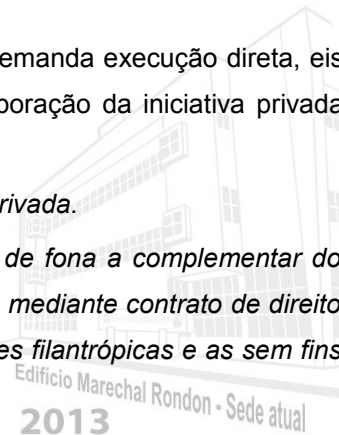 emanda execução direta, eis
poração da iniciativa privada
rivada.
de fona a complementar do
mediante contrato de direito
es filantrópicas e as sem fins
Edifício Marechal Rondon - Sede atual
2013